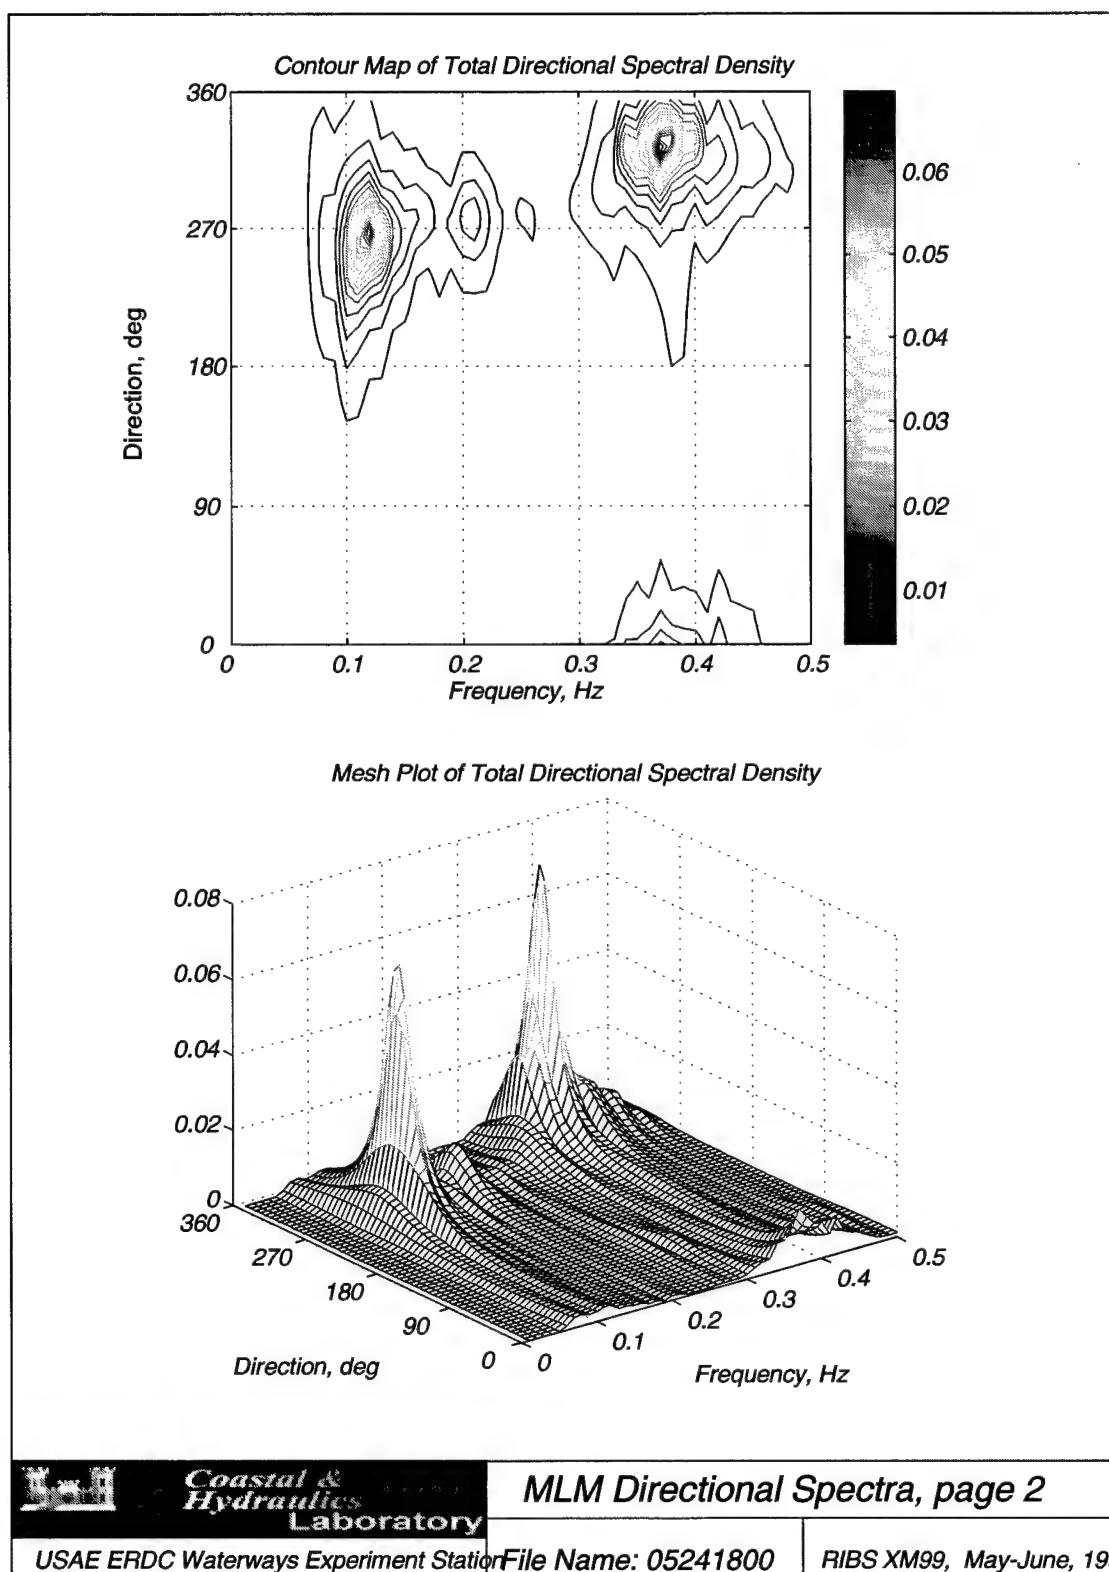 Contour Map of Total Directional Spectral Density
360
270
180
90
0
Direction, deg
0
0.1
0.2
0.3
0.4
0.5
Frequency, Hz
0.06
0.05
0.04
0.03
0.02
0.01
Mesh Plot of Total Directional Spectral Density
0.08
0.06
0.04
0.02
0
360
270
180
90
0
Direction, deg
0
0.1
0.2
0.3
0.4
0.5
Frequency, Hz
Coastal &
Hydraulics
Laboratory
MLM Directional Spectra, page 2
USAE ERDC Waterways Experiment Station
File Name: 05241800
RIBS XM99, May-June,